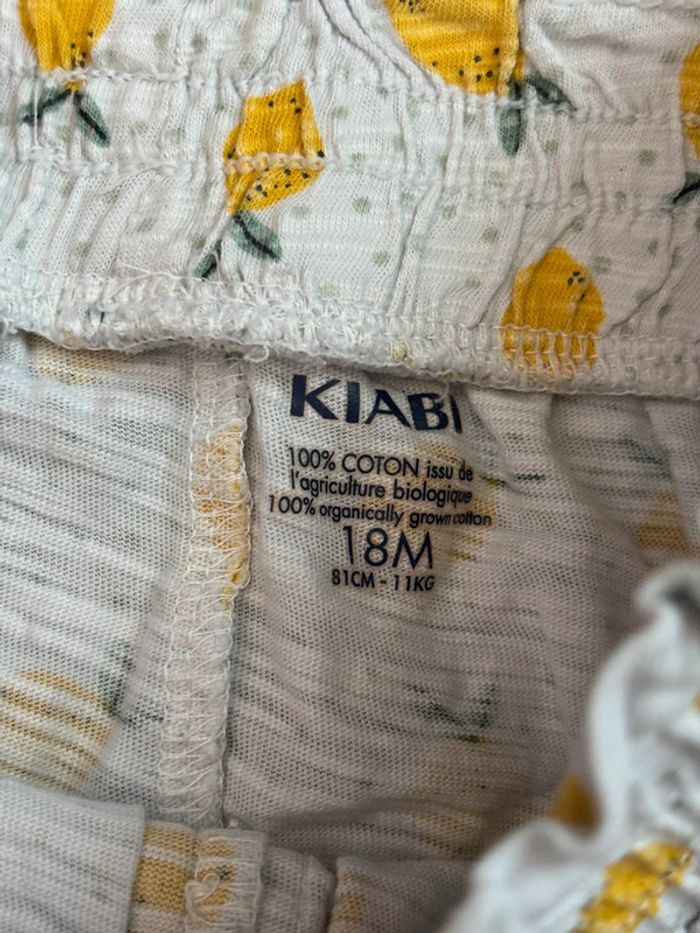 KIABI
100% COTON issu de
l'agriculture biologique
100% organically grown cotton
18M
81CM - 11KG